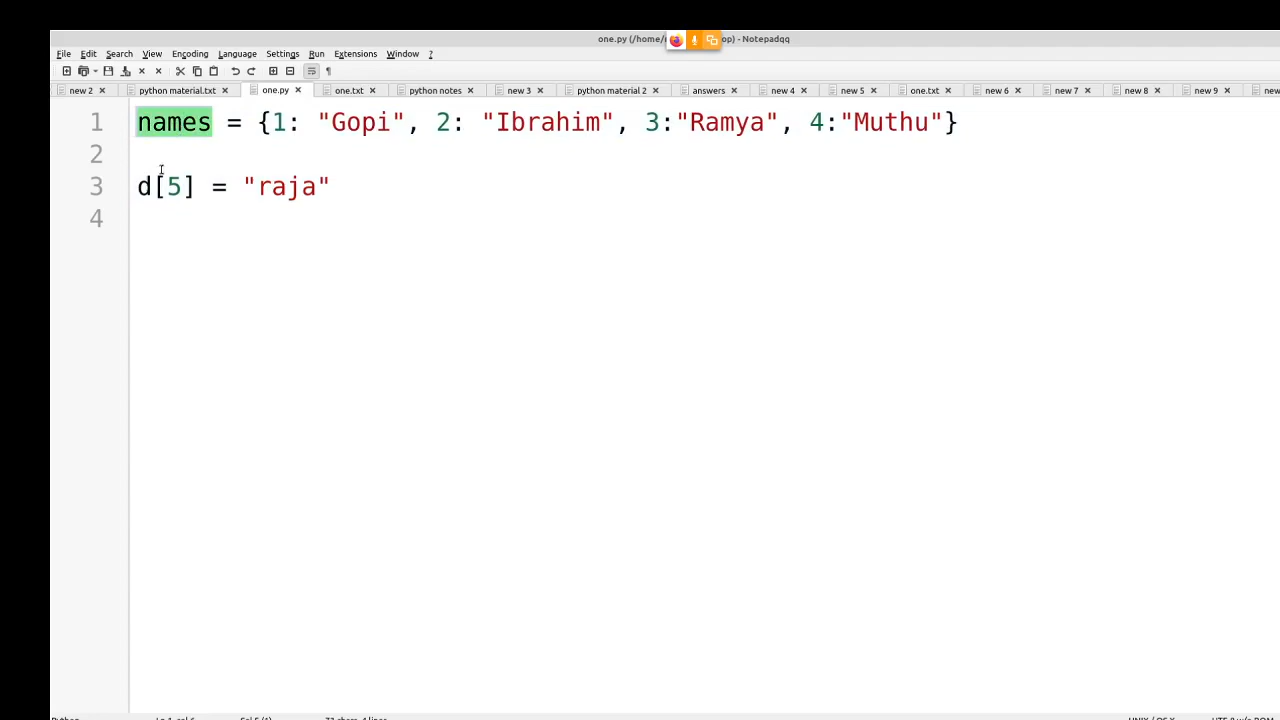 one.py (/home/ op) - Notepadqq
File Edit Search View Encoding Language Settings Run Extensions Window ?
new 2 python material.txt one.py one.txt python notes new 3 python material 2 answers new 4 new 5 one.txt new 6 new 7 new 8 new 9 new
1 names = {1: "Gopi", 2: "Ibrahim", 3:"Ramya", 4:"Muthu"}
2
3 d[5] = "raja"
4